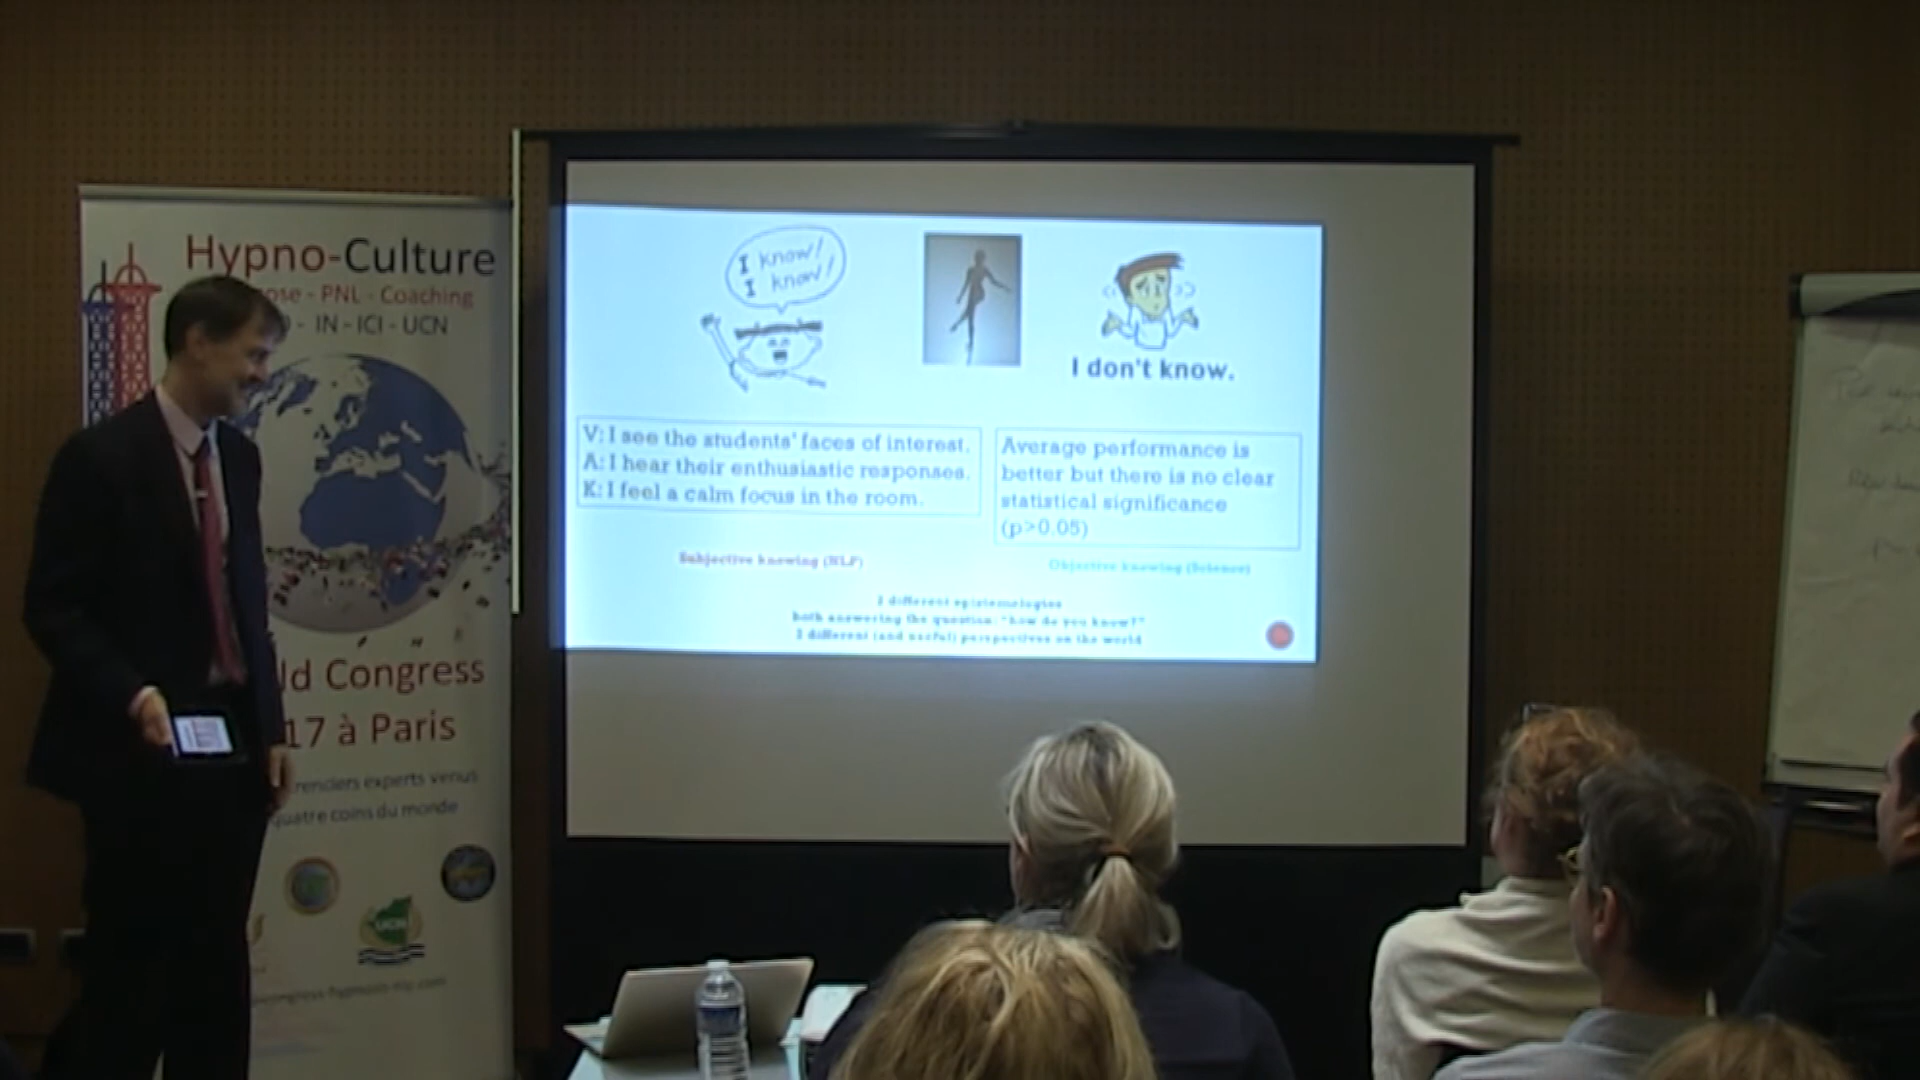 Hypno-Culture
ose - PNL - Coaching
- IN - ICI - UCN
ld Congress
17 à Paris
renciers experts venus
quatre coins du monde
UCN
I know!
I know!
I don't know.
V: I see the students' faces of interest.
A: I hear their enthusiastic responses.
K: I feel a calm focus in the room.
Average performance is
better but there is no clear
statistical significance
(p>0.05)
Subjective knowing (NLP)
Objective knowing (Science)
2 different epistemologies
both answering the question: "how do you know?"
2 different (and useful) perspectives on the world